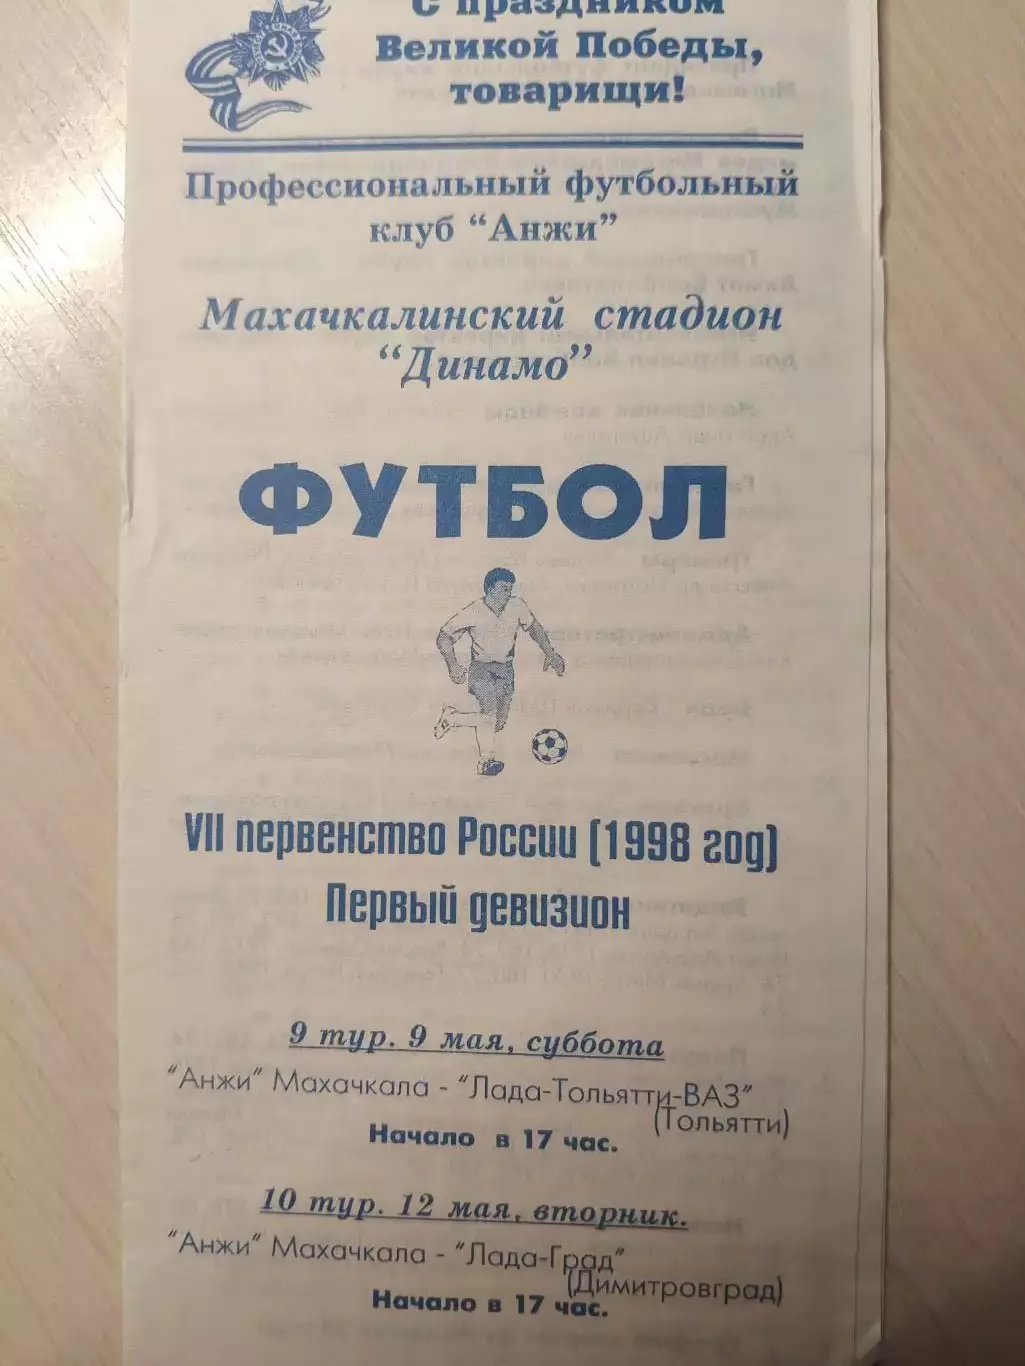 С праздником
Великой Победы,
товарищи!
Профессиональный футбольный
клуб "Анжи"
Махачкалинский стадион
"Динамо"
ФУТБОЛ
VII первенство России (1998 год)
Первый девизион
9 тур. 9 мая, суббота
"Анжи" Махачкала - "Лада-Тольятти-ВАЗ"
(Тольятти)
Начало в 17 час.
10 тур. 12 мая, вторник.
"Анжи" Махачкала - "Лада-Град"
(Димитровград)
Начало в 17 час.